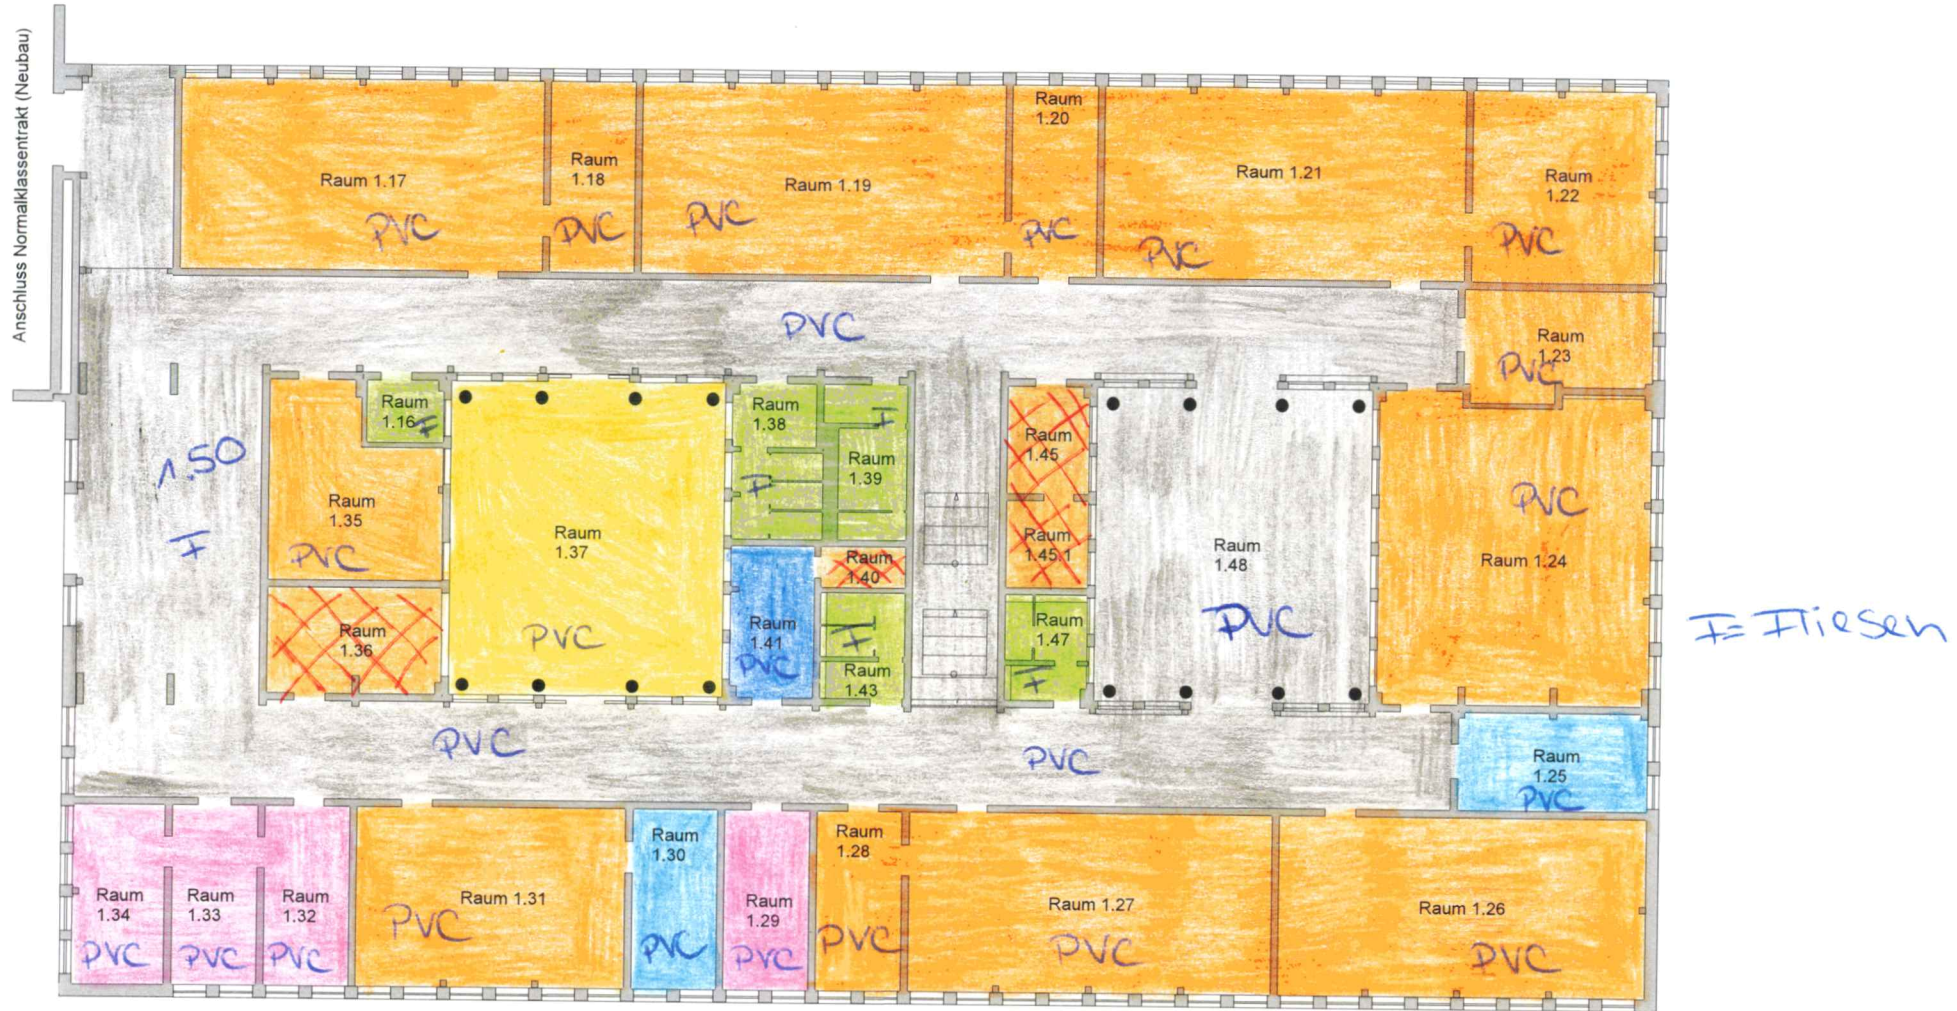 Anschluss Normalklassentrakt (Neubau)
Raum 1.17
PVC
Raum
1.18
PVC
Raum 1.19
PVC
Raum
1.20
PVC
Raum 1.21
PVC
Raum
1.22
PVC
PVC
Raum
1.23
PVC
1.50
F
Raum
1.16
F
Raum
1.35
PVC
Raum
1.36
Raum
1.37
PVC
Raum
1.38
F
F
Raum
1.39
Raum
1.40
Raum
1.41
PVC
F
Raum
1.43
Raum
1.45
Raum
1.45.1
Raum
1.47
F
Raum
1.48
PVC
PVC
Raum 1.24
F= Fliesen
PVC
PVC
Raum
1.25
PVC
Raum
1.34
PVC
Raum
1.33
PVC
Raum
1.32
PVC
Raum 1.31
PVC
Raum
1.30
PVC
Raum
1.29
PVC
Raum
1.28
PVC
Raum 1.27
PVC
Raum 1.26
PVC